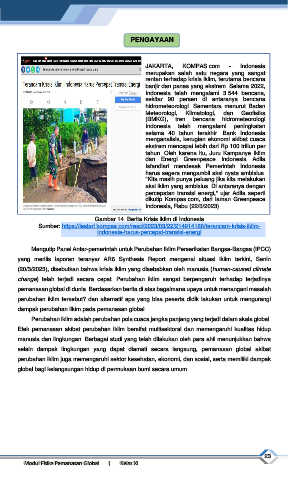 PENGAYAAN
Terancam Krisis Iklim, Indonesia Harus Percepat Transisi Energi
JAKARTA, KOMPAS.com - Indonesia
merupakan salah satu negara yang sangat
rentan terhadap krisis iklim, terutama bencana
banjir dan panas yang ekstrem. Selama 2022,
Indonesia telah mengalami 3.544 bencana,
sekitar 90 persen di antaranya bencana
hidrometeorologi. Sementara menurut Badan
Meteorologi, Klimatologi, dan Geofisika
(BMKG), tren bencana hidrometeorologi
Indonesia telah mengalami peningkatan
selama 40 tahun terakhir. Bank Indonesia
menganalisis, kerugian ekonomi akibat cuaca
ekstrem mencapai lebih dari Rp 100 triliun per
tahun. Oleh karena itu, Juru Kampanye Iklim
dan Energi Greenpeace Indonesia Adila
Isfandiari mendesak Pemerintah Indonesia
harus segera mengambil aksi nyata ambisius.
"Kita masih punya peluang jika kita melakukan
aksi iklim yang ambisius. Di antaranya dengan
percepatan transisi energi," ujar Adila seperti
dikutip Kompas.com, dari laman Greenpeace
Indonesia, Rabu (22/3/2023)
Gambar 14. Berita Krisis Iklim di Indonesia
Sumber: https://lestari.kompas.com/read/2023/03/22/214914186/terancam-krisis-iklim-
indonesia-harus-percepat-transisi-energi
Mengutip Panel Antar-pemerintah untuk Perubahan Iklim Perserikatan Bangsa-Bangsa (IPCC)
yang merilis laporan teranyar AR6 Synthesis Report mengenai situasi iklim terkini, Senin
(20/3/2023), disebutkan bahwa krisis iklim yang disebabkan oleh manusia (human-caused climate
change) telah terjadi secara cepat. Perubahan iklim sangat berpengaruh terhadap terjadinya
pemanasan global di dunia. Berdasarkan berita di atas bagaimana upaya untuk menangani masalah
perubahan iklim tersebut? dan alternatif apa yang bisa peserta didik lakukan untuk mengurangi
dampak perubahan iklim pada pemanasan global
Perubahan iklim adalah perubahan pola cuaca jangka panjang yang terjadi dalam skala global.
Efek pemanasan akibat perubahan iklim bersifat multisektoral dan memengaruhi kualitas hidup
manusia dan lingkungan. Berbagai studi yang telah dilakukan oleh para ahli menunjukkan bahwa
selain dampak lingkungan yang dapat diamati secara langsung, pemanasan global akibat
perubahan iklim juga memengaruhi sektor kesehatan, ekonomi, dan sosial, serta memiliki dampak
global bagi kelangsungan hidup di permukaan bumi secara umum.
23
Modul Fisika Pemanasan Global | Kelas XI